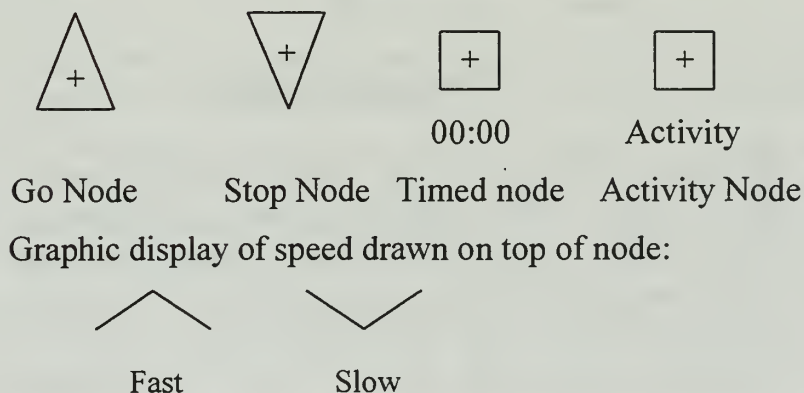 + + + +
00:00 Activity
Go Node Stop Node Timed node Activity Node
Graphic display of speed drawn on top of node:
Fast Slow